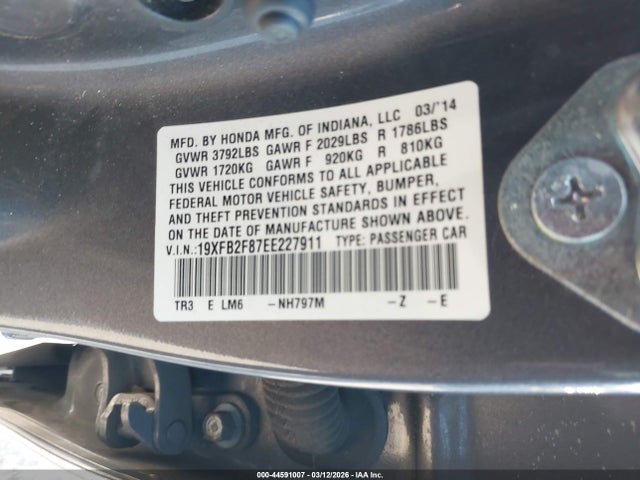 MFD. BY HONDA MFG. OF INDIANA, LLC 03/'14
GVWR 3792LBS GAWR F 2029LBS R 1786LBS
GVWR 1720KG GAWR F 920KG R 810KG
THIS VEHICLE CONFORMS TO ALL APPLICABLE
FEDERAL MOTOR VEHICLE SAFETY, BUMPER,
AND THEFT PREVENTION STANDARDS IN EFFECT
ON THE DATE OF MANUFACTURE SHOWN ABOVE.
V.I.N.:19XFB2F87EE227911 TYPE: PASSENGER CAR
TR3 E LM6 -NH797M -Z -E
000-44591007 - 03/12/2026 - IAA Inc.